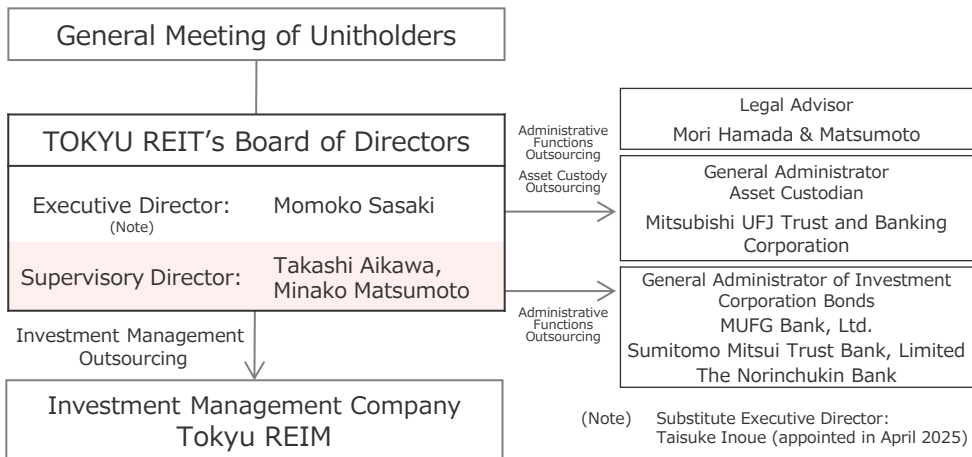 General Meeting of Unitholders
TOKYU REIT’s Board of Directors
Executive Director:
(Note)
Momoko Sasaki
Supervisory Director:
Takashi Aikawa,
Minako Matsumoto
Administrative
Functions
Outsourcing
Asset Custody
Outsourcing
Legal Advisor
Mori Hamada & Matsumoto
General Administrator
Asset Custodian
Mitsubishi UFJ Trust and Banking
Corporation
Administrative
Functions
Outsourcing
General Administrator of Investment
Corporation Bonds
MUFG Bank, Ltd.
Sumitomo Mitsui Trust Bank, Limited
The Norinchukin Bank
Investment Management
Outsourcing
Investment Management Company
Tokyu REIM
(Note) Substitute Executive Director:
Taisuke Inoue (appointed in April 2025)